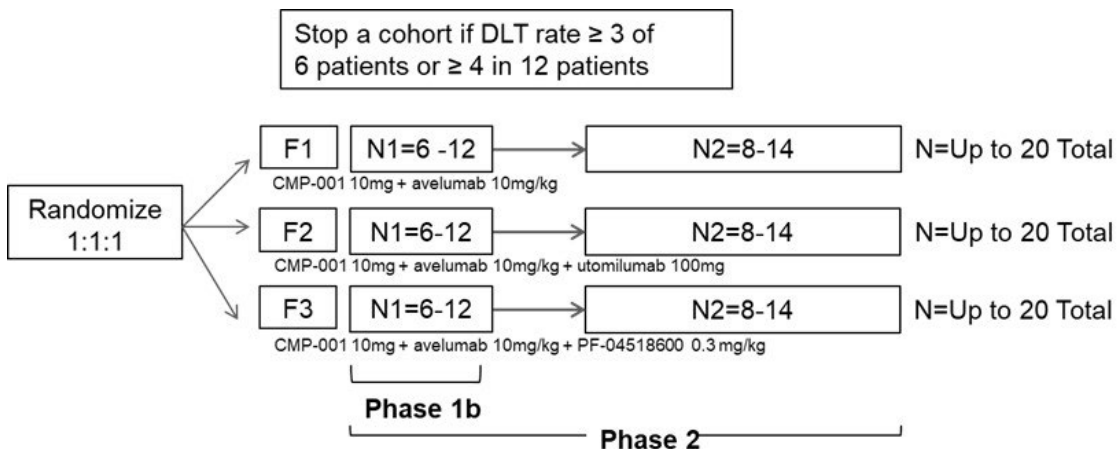 Stop a cohort if DLT rate ≥ 3 of
6 patients or ≥ 4 in 12 patients
Randomize
1:1:1
F1 N1=6 -12 N2=8-14 N=Up to 20 Total
CMP-001 10mg + avelumab 10mg/kg
F2 N1=6-12 N2=8-14 N=Up to 20 Total
CMP-001 10mg + avelumab 10mg/kg + utomilumab 100mg
F3 N1=6-12 N2=8-14 N=Up to 20 Total
CMP-001 10mg + avelumab 10mg/kg + PF-04518600 0.3 mg/kg
Phase 1b
Phase 2